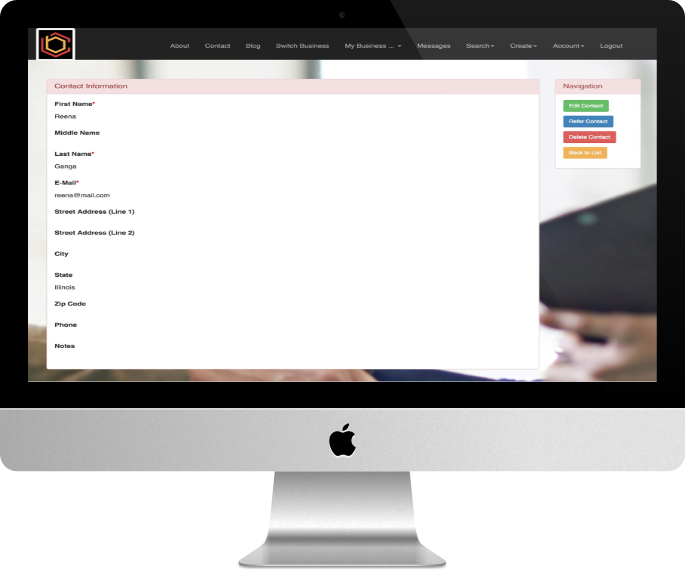 About Contact Blog Switch Business My Business ... Messages Search Create Account Logout
Contact Information
First Name*
Reena
Middle Name
Last Name*
Ganga
E-Mail*
reena@mail.com
Street Address (Line 1)
Street Address (Line 2)
City
State
Illinois
Zip Code
Phone
Notes
Navigation
Edit Contact
Refer Contact
Delete Contact
Back to List